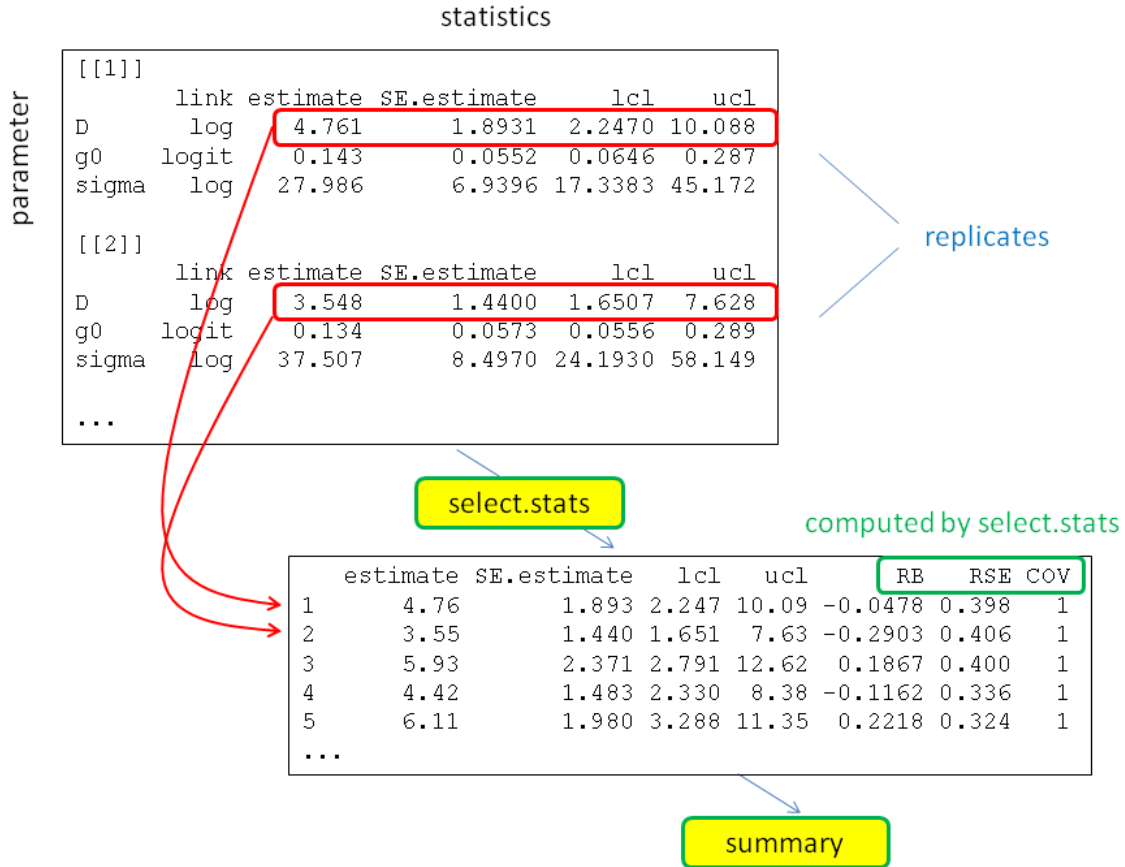 statistics
parameter
[[1]]
link estimate SE.estimate lcl ucl
D log 4.761 1.8931 2.2470 10.088
g0 logit 0.143 0.0552 0.0646 0.287
sigma log 27.986 6.9396 17.3383 45.172
[[2]]
link estimate SE.estimate lcl ucl
D log 3.548 1.4400 1.6507 7.628
g0 logit 0.134 0.0573 0.0556 0.289
sigma log 37.507 8.4970 24.1930 58.149
...
replicates
select.stats
computed by select.stats
estimate SE.estimate lcl ucl RB RSE COV
1 4.76 1.893 2.247 10.09 -0.0478 0.398 1
2 3.55 1.440 1.651 7.63 -0.2903 0.406 1
3 5.93 2.371 2.791 12.62 0.1867 0.400 1
4 4.42 1.483 2.330 8.38 -0.1162 0.336 1
5 6.11 1.980 3.288 11.35 0.2218 0.324 1
...
summary